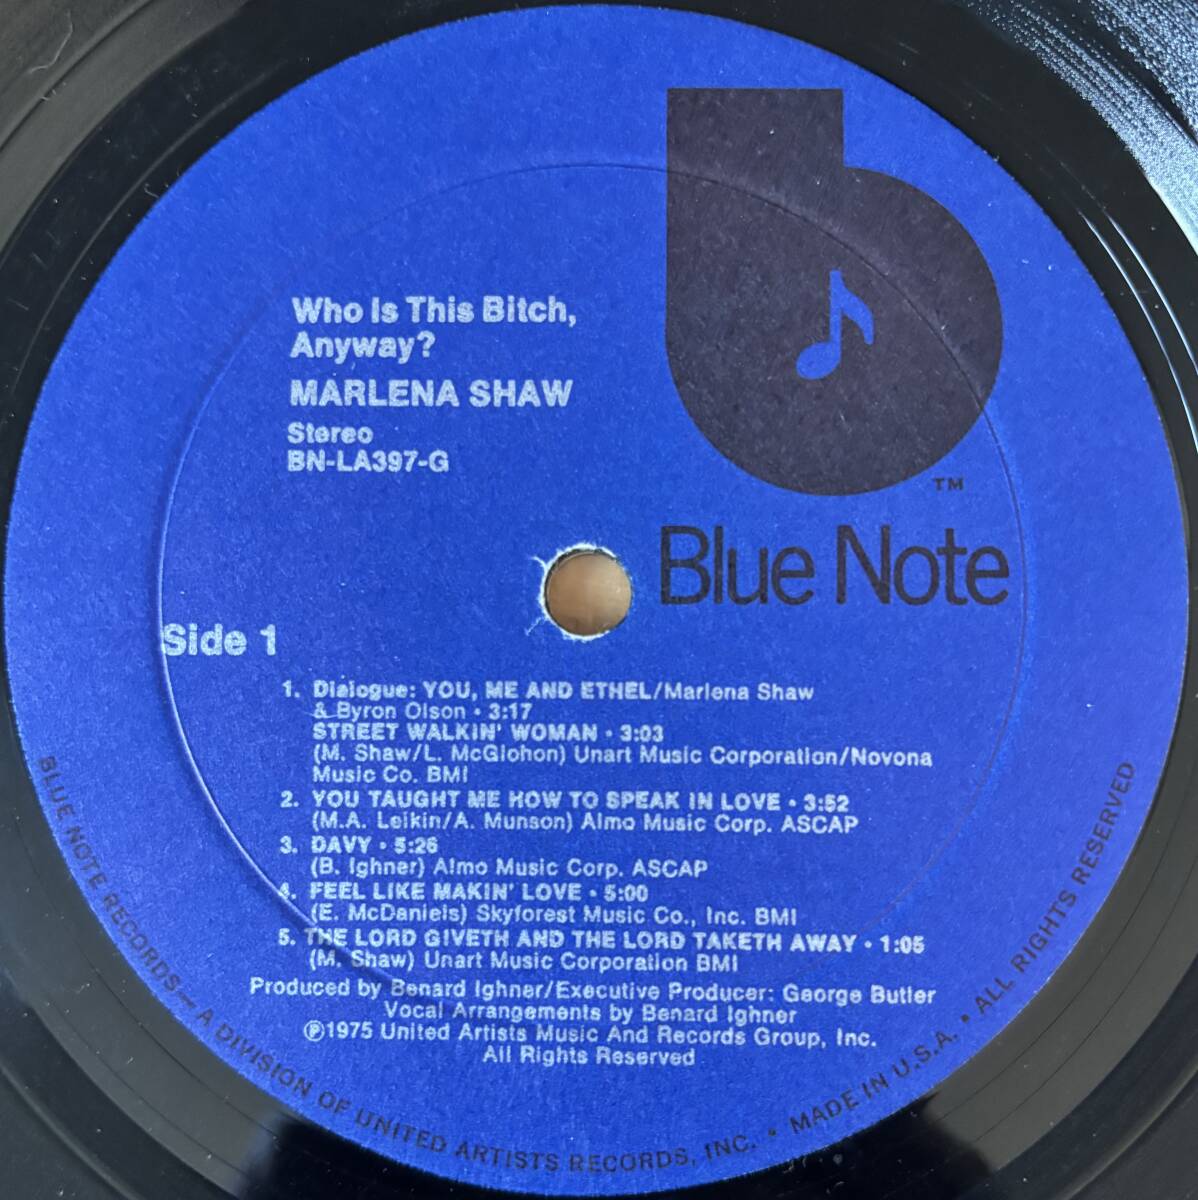 Who Is This Bitch,
Anyway?
MARLENA SHAW
Stereo
BN-LA397-G
TM
Blue Note
Side 1
1. Dialogue: YOU, ME AND ETHEL/Marlena Shaw
& Byron Olson • 3:17
STREET WALKIN' WOMAN • 3:03
(M. Shaw/L. McGlohon) Unart Music Corporation/Novona
Music Co. BMI
2. YOU TAUGHT ME HOW TO SPEAK IN LOVE • 3:52
(M.A. Leikin/A. Munson) Almo Music Corp. ASCAP
3. DAVY • 5:26
(B. Ighner) Almo Music Corp. ASCAP
4. FEEL LIKE MAKIN' LOVE • 5:00
(E. McDaniels) Skyforest Music Co., Inc. BMI
5. THE LORD GIVETH AND THE LORD TAKETH AWAY • 1:05
(M. Shaw) Unart Music Corporation BMI
Produced by Benard Ighner/Executive Producer: George Butler
Vocal Arrangements by Benard Ighner
℗1975 United Artists Music And Records Group, Inc.
All Rights Reserved
BLUE NOTE RECORDS—A DIVISION OF UNITED ARTISTS RECORDS, INC. • MADE IN U.S.A. • ALL RIGHTS RESERVED